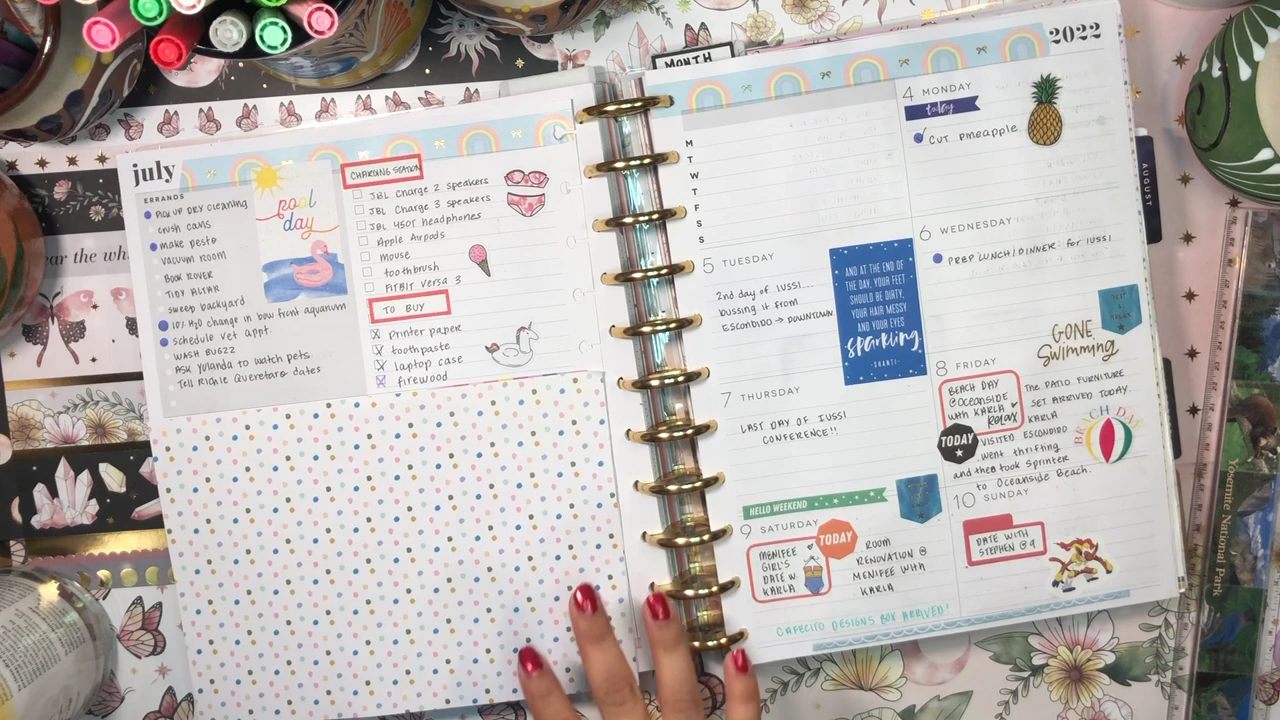 july
ERRANDS
PICK UP DRY CLEANING
crush cans
make pesto
VACUUM ROOM
BOOK ROVER
TIDY ALTAR
sweep backyard
10% H2O change in bow front aquarium
schedule vet appt.
WASH BUGZZ
ASK Yulanda to watch pets
Tell Richie Queretaro dates
pool
day
CHARGING STATION
JBL Charge 2 speakers
JBL Charge 3 speakers
JBL 450T headphones
Apple Airpods
Mouse
toothbrush
FITBIT Versa 3
TO BUY
printer paper
toothpaste
laptop case
firewood
MONTH
2022
M
T
W
T
F
S
S
4 MONDAY
today
CUT PINEAPPLE
5 TUESDAY
2nd day of IUSSI...
bussing it from
ESCONDIDO → DOWNTOWN
AND AT THE END OF
THE DAY, YOUR FEET
SHOULD BE DIRTY,
YOUR HAIR MESSY
AND YOUR EYES
sparkling.
-SHANTI-
6 WEDNESDAY
PREP LUNCH/DINNER: for IUSSI
7 THURSDAY
LAST DAY OF IUSSI
CONFERENCE!!
GONE
Swimming
8 FRIDAY
BEACH DAY
@ OCEANSIDE
with KARLA
Relax
THE PATIO FURNITURE
SET ARRIVED TODAY.
KARLA
VISITED ESCONDIDO
went thrifting
and then took Sprinter
to Oceanside Beach.
TODAY
BEACH DAY
HELLO WEEKEND
9 SATURDAY
MENIFEE
GIRL'S
DATE W.
KARLA
TODAY
ROOM
RENOVATION @
MENIFEE WITH
KARLA
CAFECITO DESIGNS BOX ARRIVED!
10 SUNDAY
DATE WITH
STEPHEN @ 9
AUGUST
Yosemite National Park